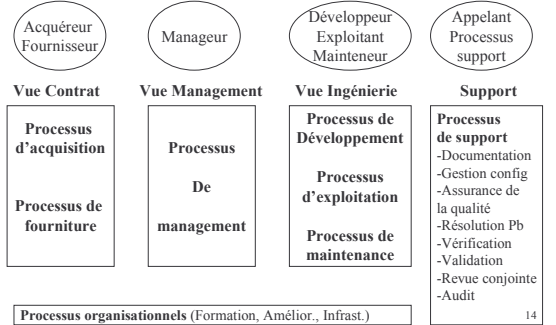 Acquéreur
Fournisseur
Manageur
Développeur
Exploitant
Mainteneur
Appelant
Processus
support
Vue Contrat
Vue Management
Vue Ingénierie
Support
Processus
d'acquisition
Processus de
fourniture
Processus
De
management
Processus de
Développement
Processus
d'exploitation
Processus de
maintenance
Processus
de support
-Documentation
-Gestion config
-Assurance de
la qualité
-Résolution Pb
-Vérification
-Validation
-Revue conjointe
-Audit
Processus organisationnels (Formation, Amélior., Infrast.)
14